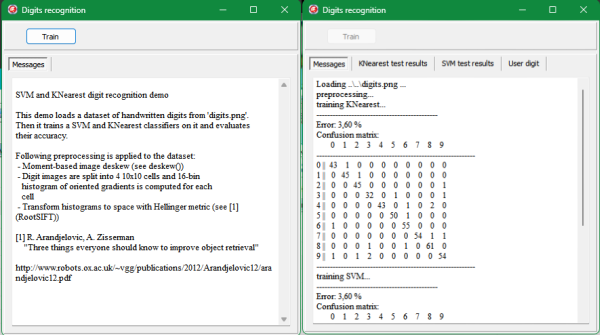 Digits recognition
Train
Messages
SVM and KNearest digit recognition demo
This demo loads a dataset of handwritten digits from 'digits.png'.
Then it trains a SVM and KNearest classifiers on it and evaluates
their accuracy.
Following preprocessing is applied to the dataset:
- Moment-based image deskew (see deskew())
- Digit images are split into 4 10x10 cells and 16-bin
histogram of oriented gradients is computed for each
cell
- Transform histograms to space with Hellinger metric (see [1]
(RootSIFT))
[1] R. Arandjelovic, A. Zisserman
"Three things everyone should know to improve object retrieval"
http://www.robots.ox.ac.uk/~vgg/publications/2012/Arandjelovic12/ara
ndjelovic12.pdf
Digits recognition
Train
Messages KNearest test results SVM test results User digit
Loading ..\..\digits.png ...
preprocessing...
training KNearest...
Error: 3,60 %
Confusion matrix:
0 1 2 3 4 5 6 7 8 9
0 || 43 1 0 0 0 0 0 0 0 0
1 || 0 45 1 0 0 0 0 0 0 0
2 || 0 0 45 0 0 0 0 0 0 1
3 || 0 0 0 32 0 1 0 0 0 1
4 || 0 0 0 0 43 0 1 0 2 0
5 || 0 0 0 0 0 50 1 0 0 0
6 || 1 0 0 0 0 0 55 0 0 0
7 || 0 0 0 0 0 0 0 54 1 1
8 || 0 0 0 1 0 0 1 0 61 0
9 || 1 0 1 2 0 0 0 0 0 54
training SVM...
Error: 3,60 %
Confusion matrix:
0 1 2 3 4 5 6 7 8 9